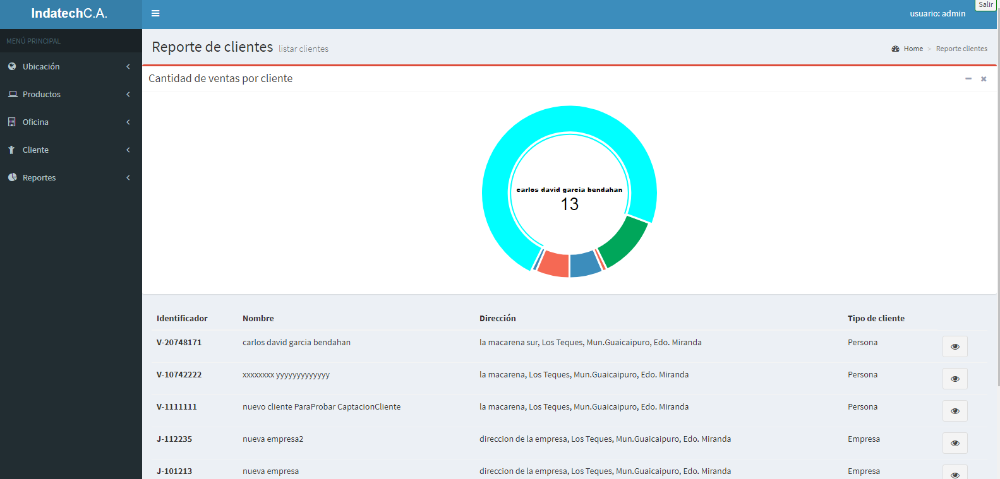 IndatechC.A.
usuario: admin
Salir
MENÚ PRINCIPAL
Ubicación
Productos
Oficina
Cliente
Reportes
Reporte de clientes listar clientes
Home > Reporte clientes
Cantidad de ventas por cliente
carlos david garcia bendahan
13
Identificador Nombre Dirección Tipo de cliente
V-20748171 carlos david garcia bendahan la macarena sur, Los Teques, Mun.Guaicaipuro, Edo. Miranda Persona
V-10742222 xxxxxxxx yyyyyyyyyyyyy la macarena, Los Teques, Mun.Guaicaipuro, Edo. Miranda Persona
V-1111111 nuevo cliente ParaProbar CaptacionCliente la macarena, Los Teques, Mun.Guaicaipuro, Edo. Miranda Persona
J-112235 nueva empresa2 direccion de la empresa, Los Teques, Mun.Guaicaipuro, Edo. Miranda Empresa
J-101213 nueva empresa direccion de la empresa, Los Teques, Mun.Guaicaipuro, Edo. Miranda Empresa